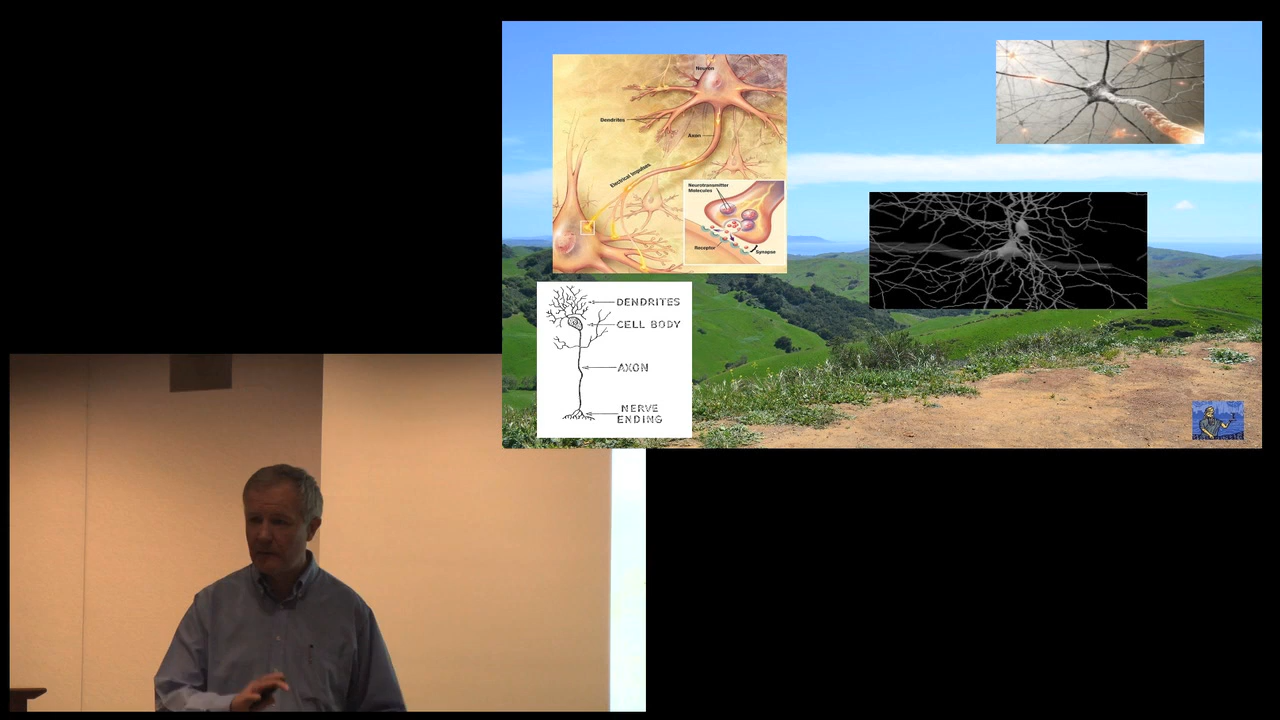 Neuron
Dendrites
Axon
Electrical Impulses
Neurotransmitter
Molecules
Receptor
Synapse
DENDRITES
CELL BODY
AXON
NERVE
ENDING